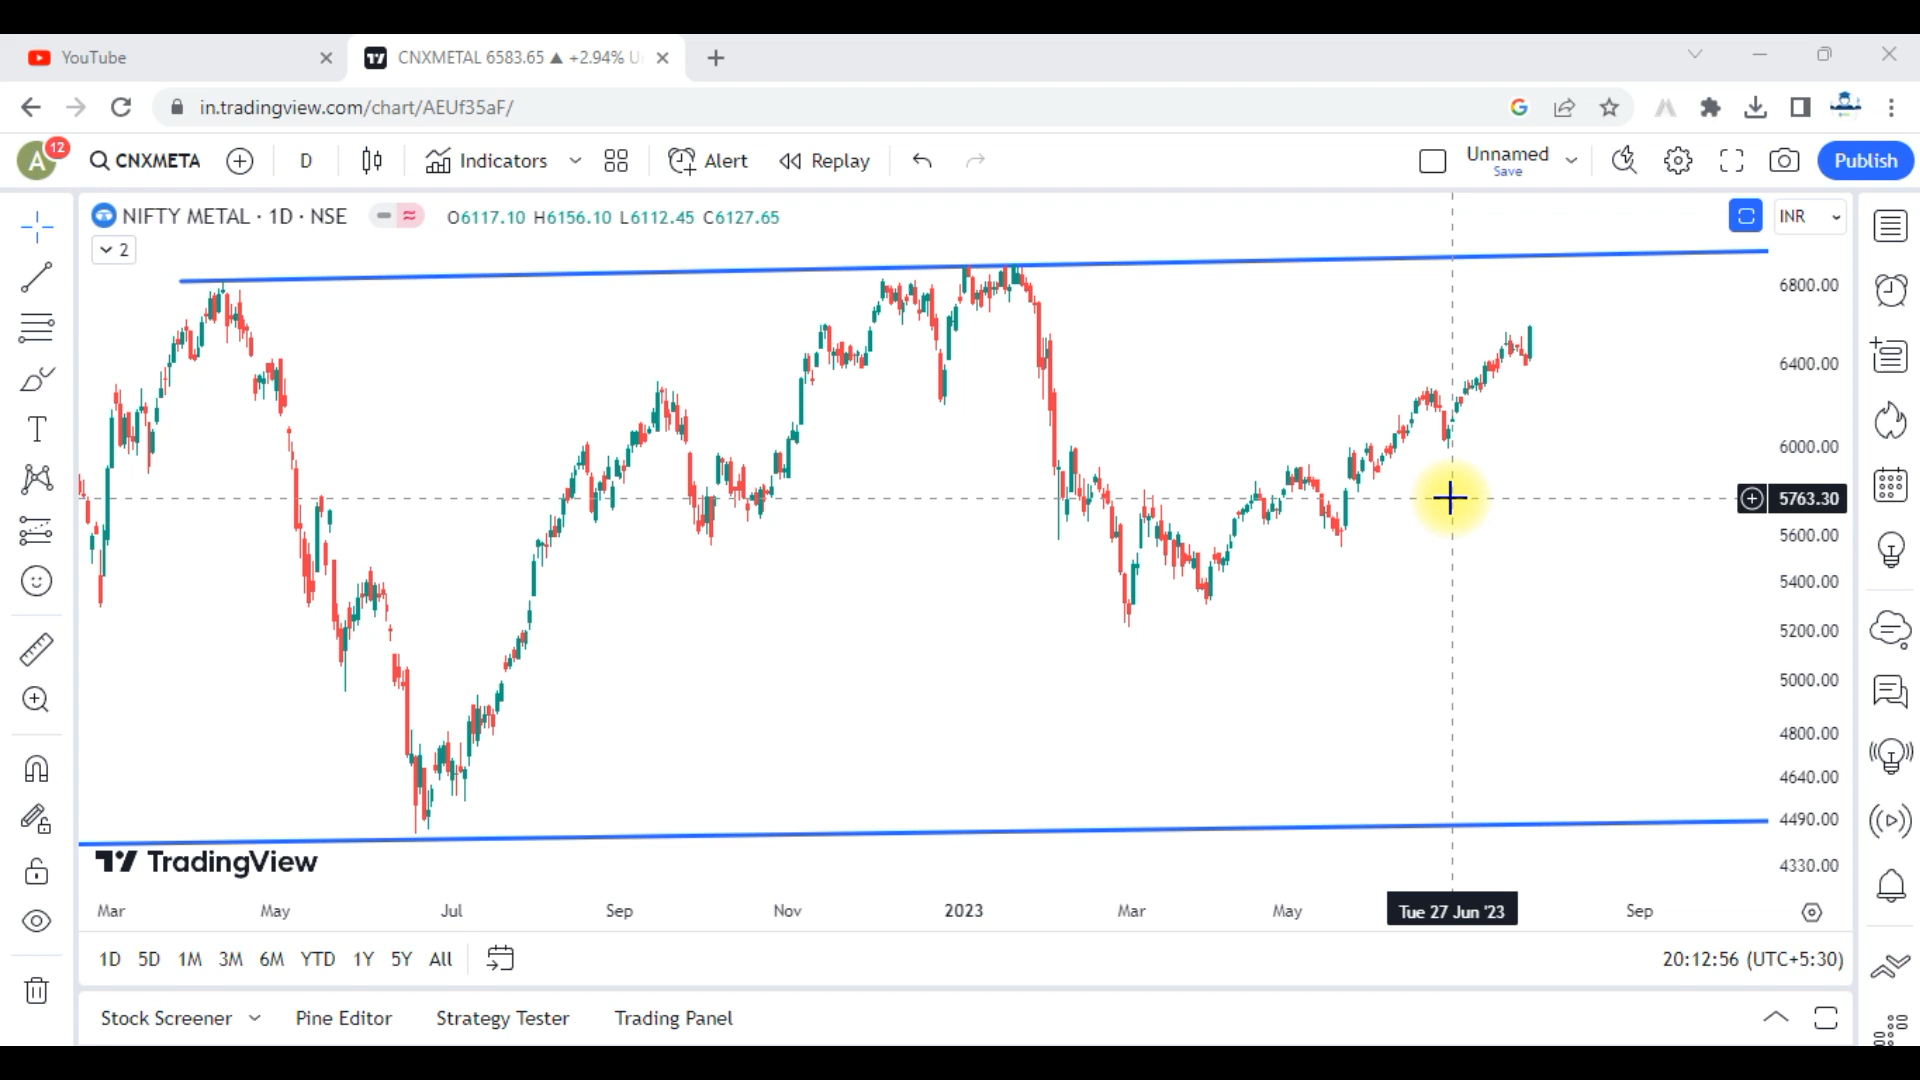 YouTube
CNXMETAL 6583.65 ▲ +2.94% U
in.tradingview.com/chart/AEUf35aF/
A 12 CNXMETA D Indicators Alert Replay Unnamed Save Publish
NIFTY METAL · 1D · NSE O6117.10 H6156.10 L6112.45 C6127.65 INR
2
6800.00
6400.00
6000.00
5763.30
5600.00
5400.00
5200.00
5000.00
4800.00
4640.00
4490.00
4330.00
TradingView
Mar May Jul Sep Nov 2023 Mar May Tue 27 Jun '23 Sep
1D 5D 1M 3M 6M YTD 1Y 5Y All 20:12:56 (UTC+5:30)
Stock Screener Pine Editor Strategy Tester Trading Panel